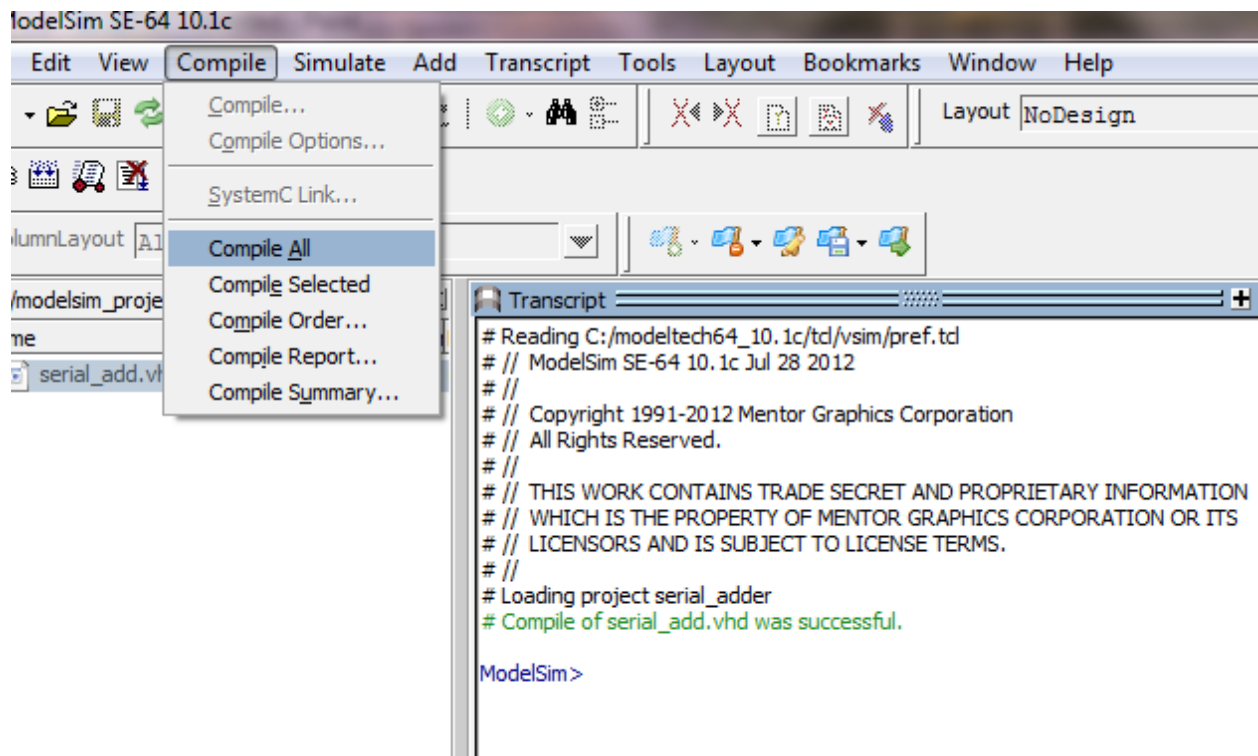 ModelSim SE-64 10.1c
Edit View Compile Simulate Add Transcript Tools Layout Bookmarks Window Help
Layout NoDesign
Compile...
Compile Options...
SystemC Link...
Compile All
Compile Selected
Compile Order...
Compile Report...
Compile Summary...
lumnLayout Al
/modelsim_proje
me
serial_add.vh
Transcript
# Reading C:/modeltech64_10.1c/tcl/vsim/pref.tcl
# // ModelSim SE-64 10.1c Jul 28 2012
# //
# // Copyright 1991-2012 Mentor Graphics Corporation
# // All Rights Reserved.
# //
# // THIS WORK CONTAINS TRADE SECRET AND PROPRIETARY INFORMATION
# // WHICH IS THE PROPERTY OF MENTOR GRAPHICS CORPORATION OR ITS
# // LICENSORS AND IS SUBJECT TO LICENSE TERMS.
# //
# Loading project serial_adder
# Compile of serial_add.vhd was successful.
ModelSim>